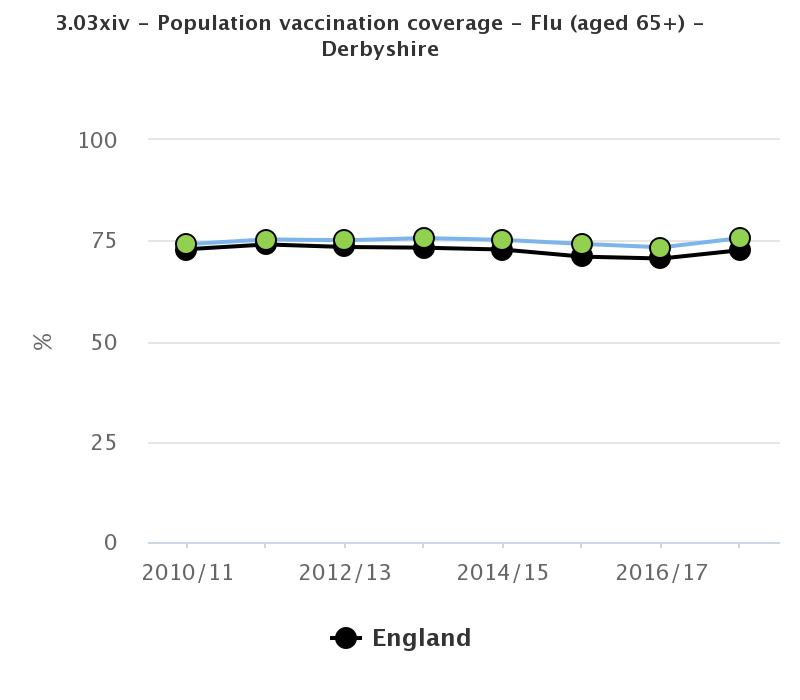 3.03xiv – Population vaccination coverage – Flu (aged 65+) –
Derbyshire
100
75
50
25
0
%
2010/11 2012/13 2014/15 2016/17
England